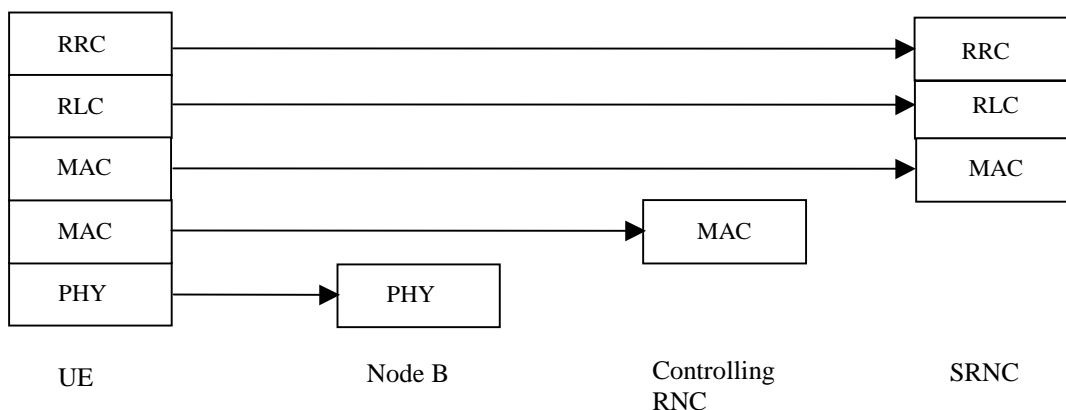 RRC
RRC
RLC
RLC
MAC
MAC
MAC
MAC
PHY
PHY
UE
Node B
Controlling
RNC
SRNC